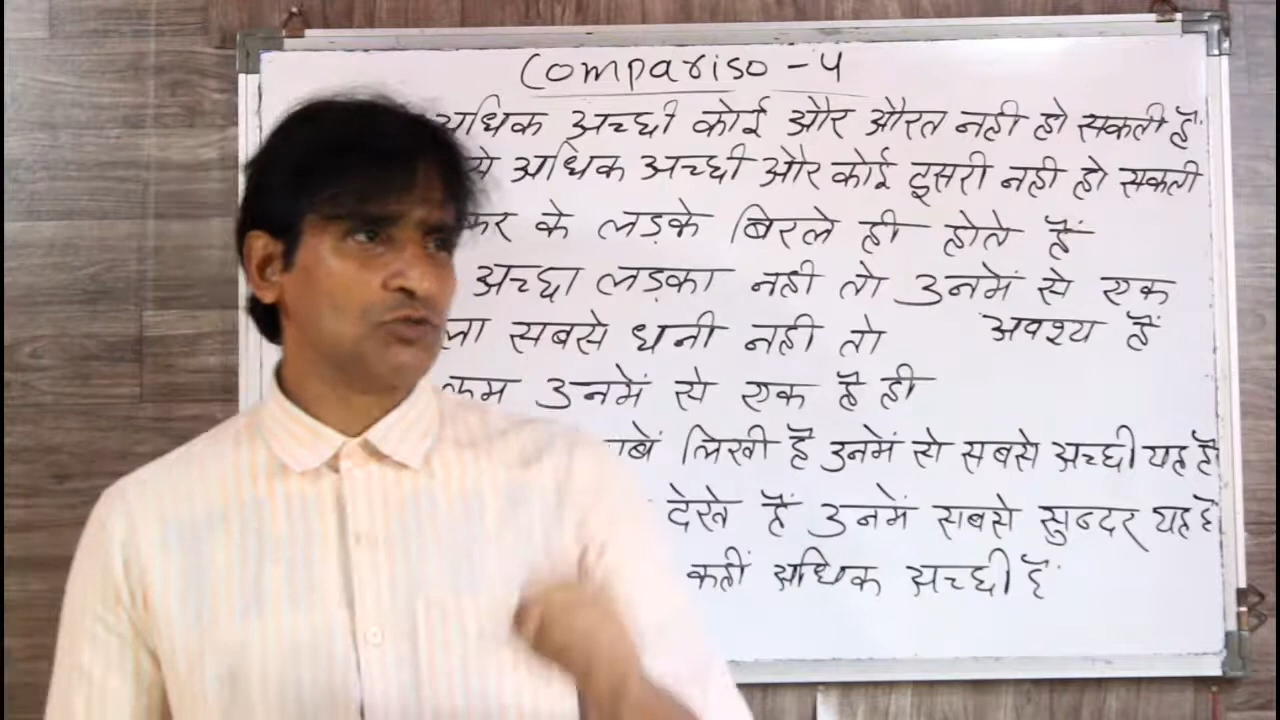 Compariso - 4
अधिक अच्छी कोई और औरत नही हो सकती है
से अधिक अच्छी और कोई दूसरी नही हो सकती
के लड़के बिरले ही होते हैं
अच्छा लड़का नही तो उनमें से एक
अवश्य हैं
सबसे धनी नही तो
उनमें से एक है ही
लिखी है उनमें से सबसे अच्छी यह है
देखे हैं उनमें सबसे सुन्दर यह है
कहीं अधिक अच्छी है